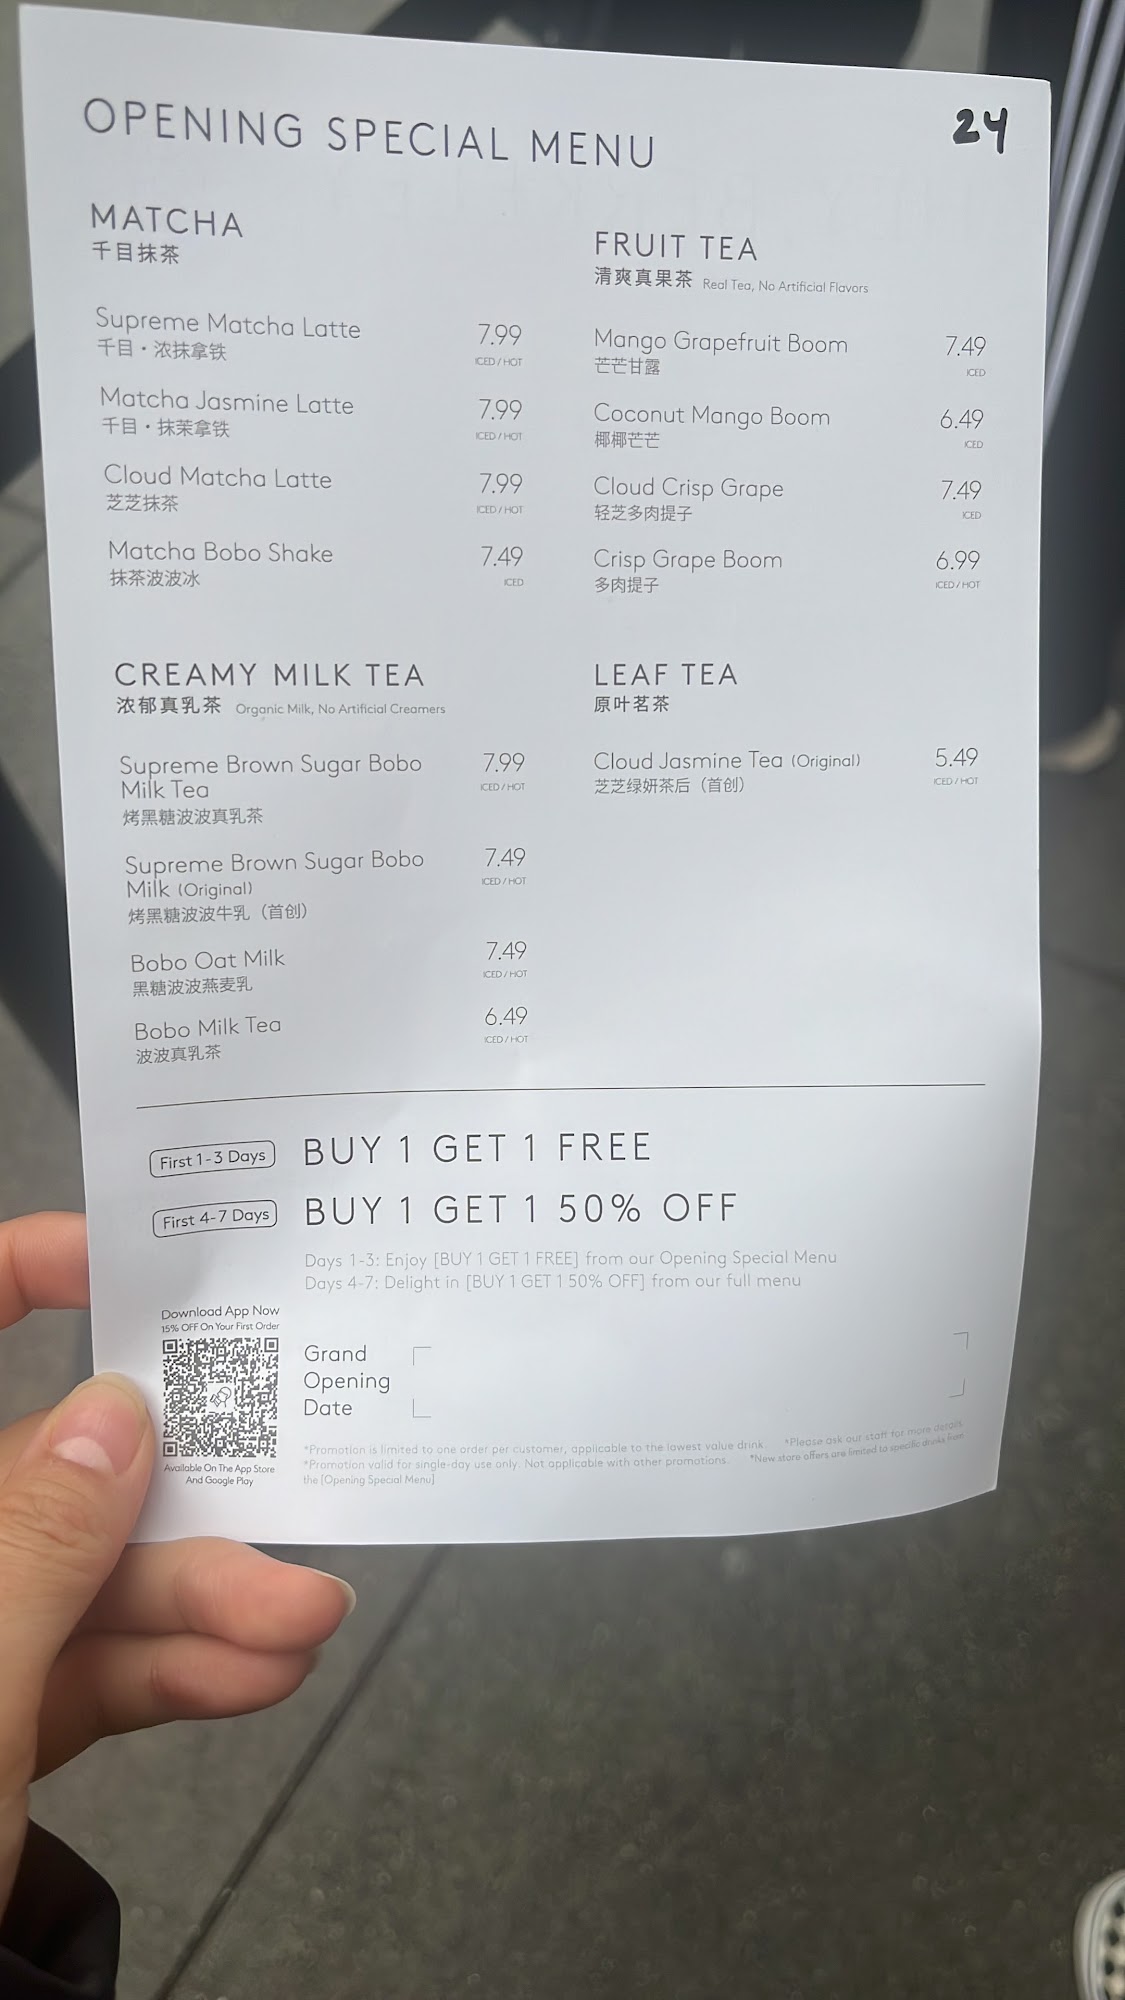 OPENING SPECIAL MENU
24
MATCHA
千目抹茶
Supreme Matcha Latte 7.99
千目・浓抹拿铁 ICED / HOT
Matcha Jasmine Latte 7.99
千目・抹茉拿铁 ICED / HOT
Cloud Matcha Latte 7.99
芝芝抹茶 ICED / HOT
Matcha Bobo Shake 7.49
抹茶波波冰 ICED
CREAMY MILK TEA
浓郁真乳茶 Organic Milk, No Artificial Creamers
Supreme Brown Sugar Bobo 7.99
Milk Tea ICED / HOT
烤黑糖波波真乳茶
Supreme Brown Sugar Bobo 7.49
Milk (Original) ICED / HOT
烤黑糖波波牛乳（首创）
Bobo Oat Milk 7.49
黑糖波波燕麦乳 ICED / HOT
Bobo Milk Tea 6.49
波波真乳茶 ICED / HOT
FRUIT TEA
清爽真果茶 Real Tea, No Artificial Flavors
Mango Grapefruit Boom 7.49
芒芒甘露 ICED
Coconut Mango Boom 6.49
椰椰芒芒 ICED
Cloud Crisp Grape 7.49
轻芝多肉提子 ICED
Crisp Grape Boom 6.99
多肉提子 ICED / HOT
LEAF TEA
原叶茗茶
Cloud Jasmine Tea (Original) 5.49
芝芝绿妍茶后（首创） ICED / HOT
First 1-3 Days BUY 1 GET 1 FREE
First 4-7 Days BUY 1 GET 1 50% OFF
Days 1-3: Enjoy [BUY 1 GET 1 FREE] from our Opening Special Menu
Days 4-7: Delight in [BUY 1 GET 1 50% OFF] from our full menu
Download App Now
15% OFF On Your First Order
Available On The App Store
And Google Play
Grand
Opening
Date
*Promotion is limited to one order per customer, applicable to the lowest value drink. *Please ask our staff for more details.
*Promotion valid for single-day use only. Not applicable with other promotions. *New store offers are limited to specific drinks from
the [Opening Special Menu]